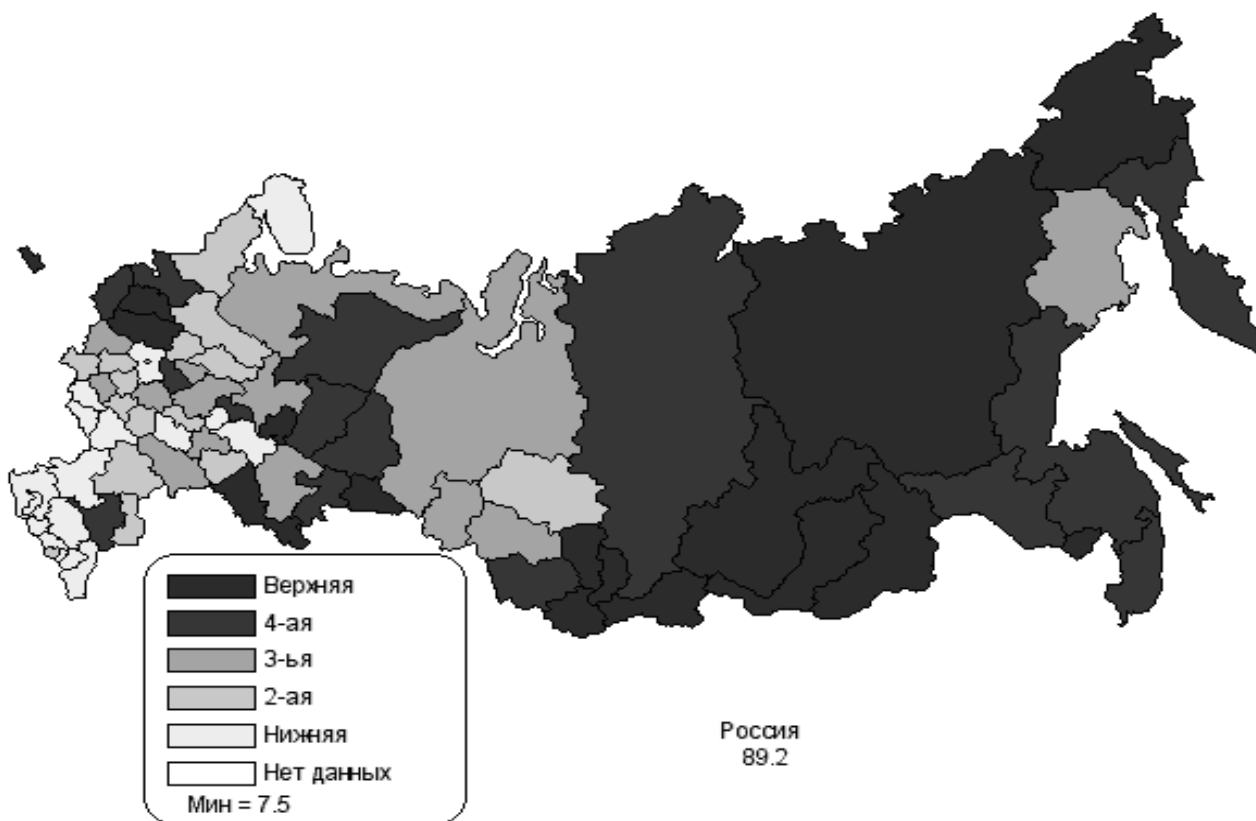 Верхняя
4-ая
3-ья
2-ая
Нижняя
Нет данных
Мин = 7.5
Россия
89.2